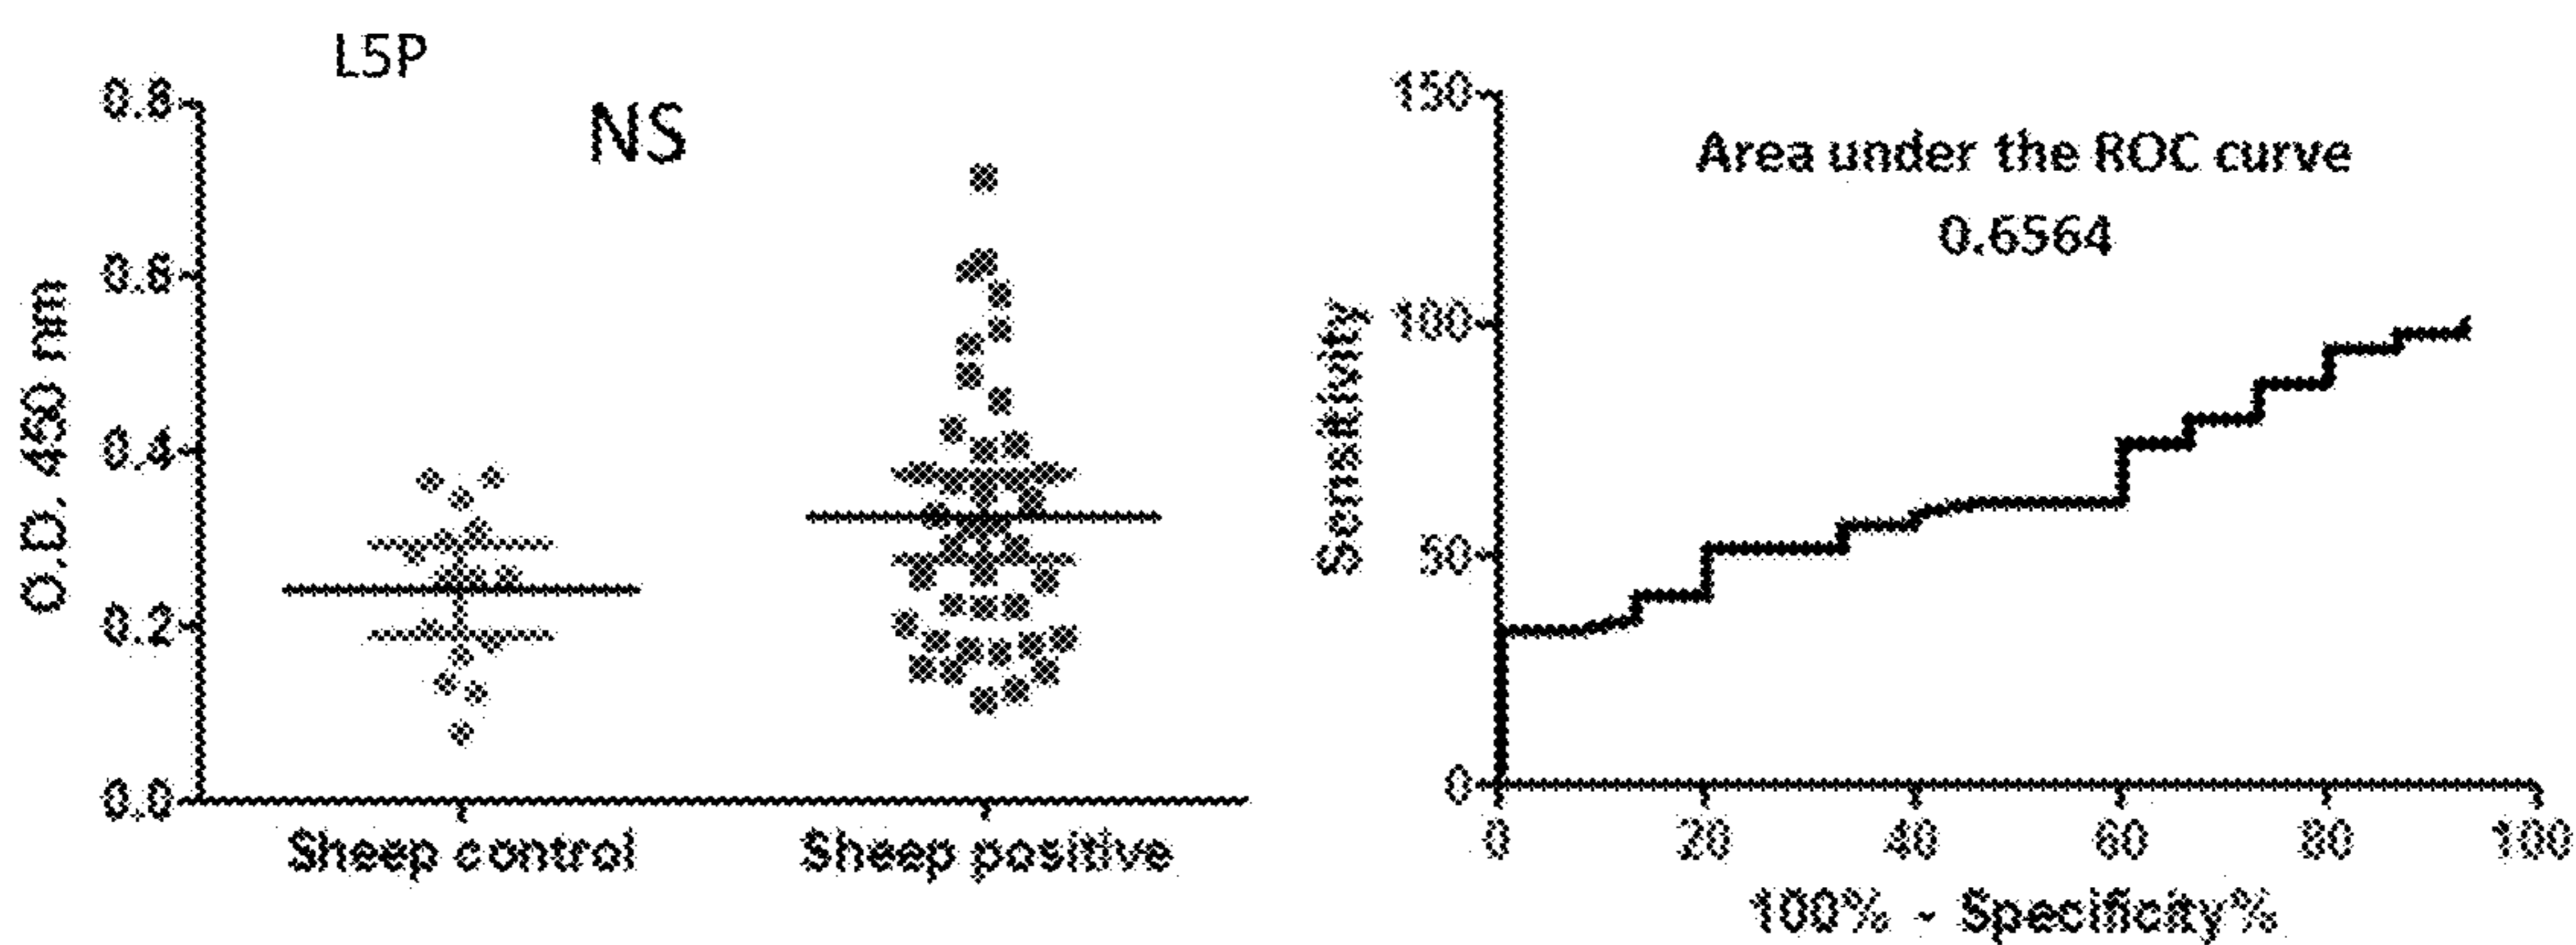 L5P
NS
0.8
0.6
0.4
0.2
0.0
O.D. 450 nm
Sheep control
Sheep positive
150
100
50
0
Sensitivity
Area under the ROC curve
0.6564
0
20
40
60
80
100
100% - Specificity%